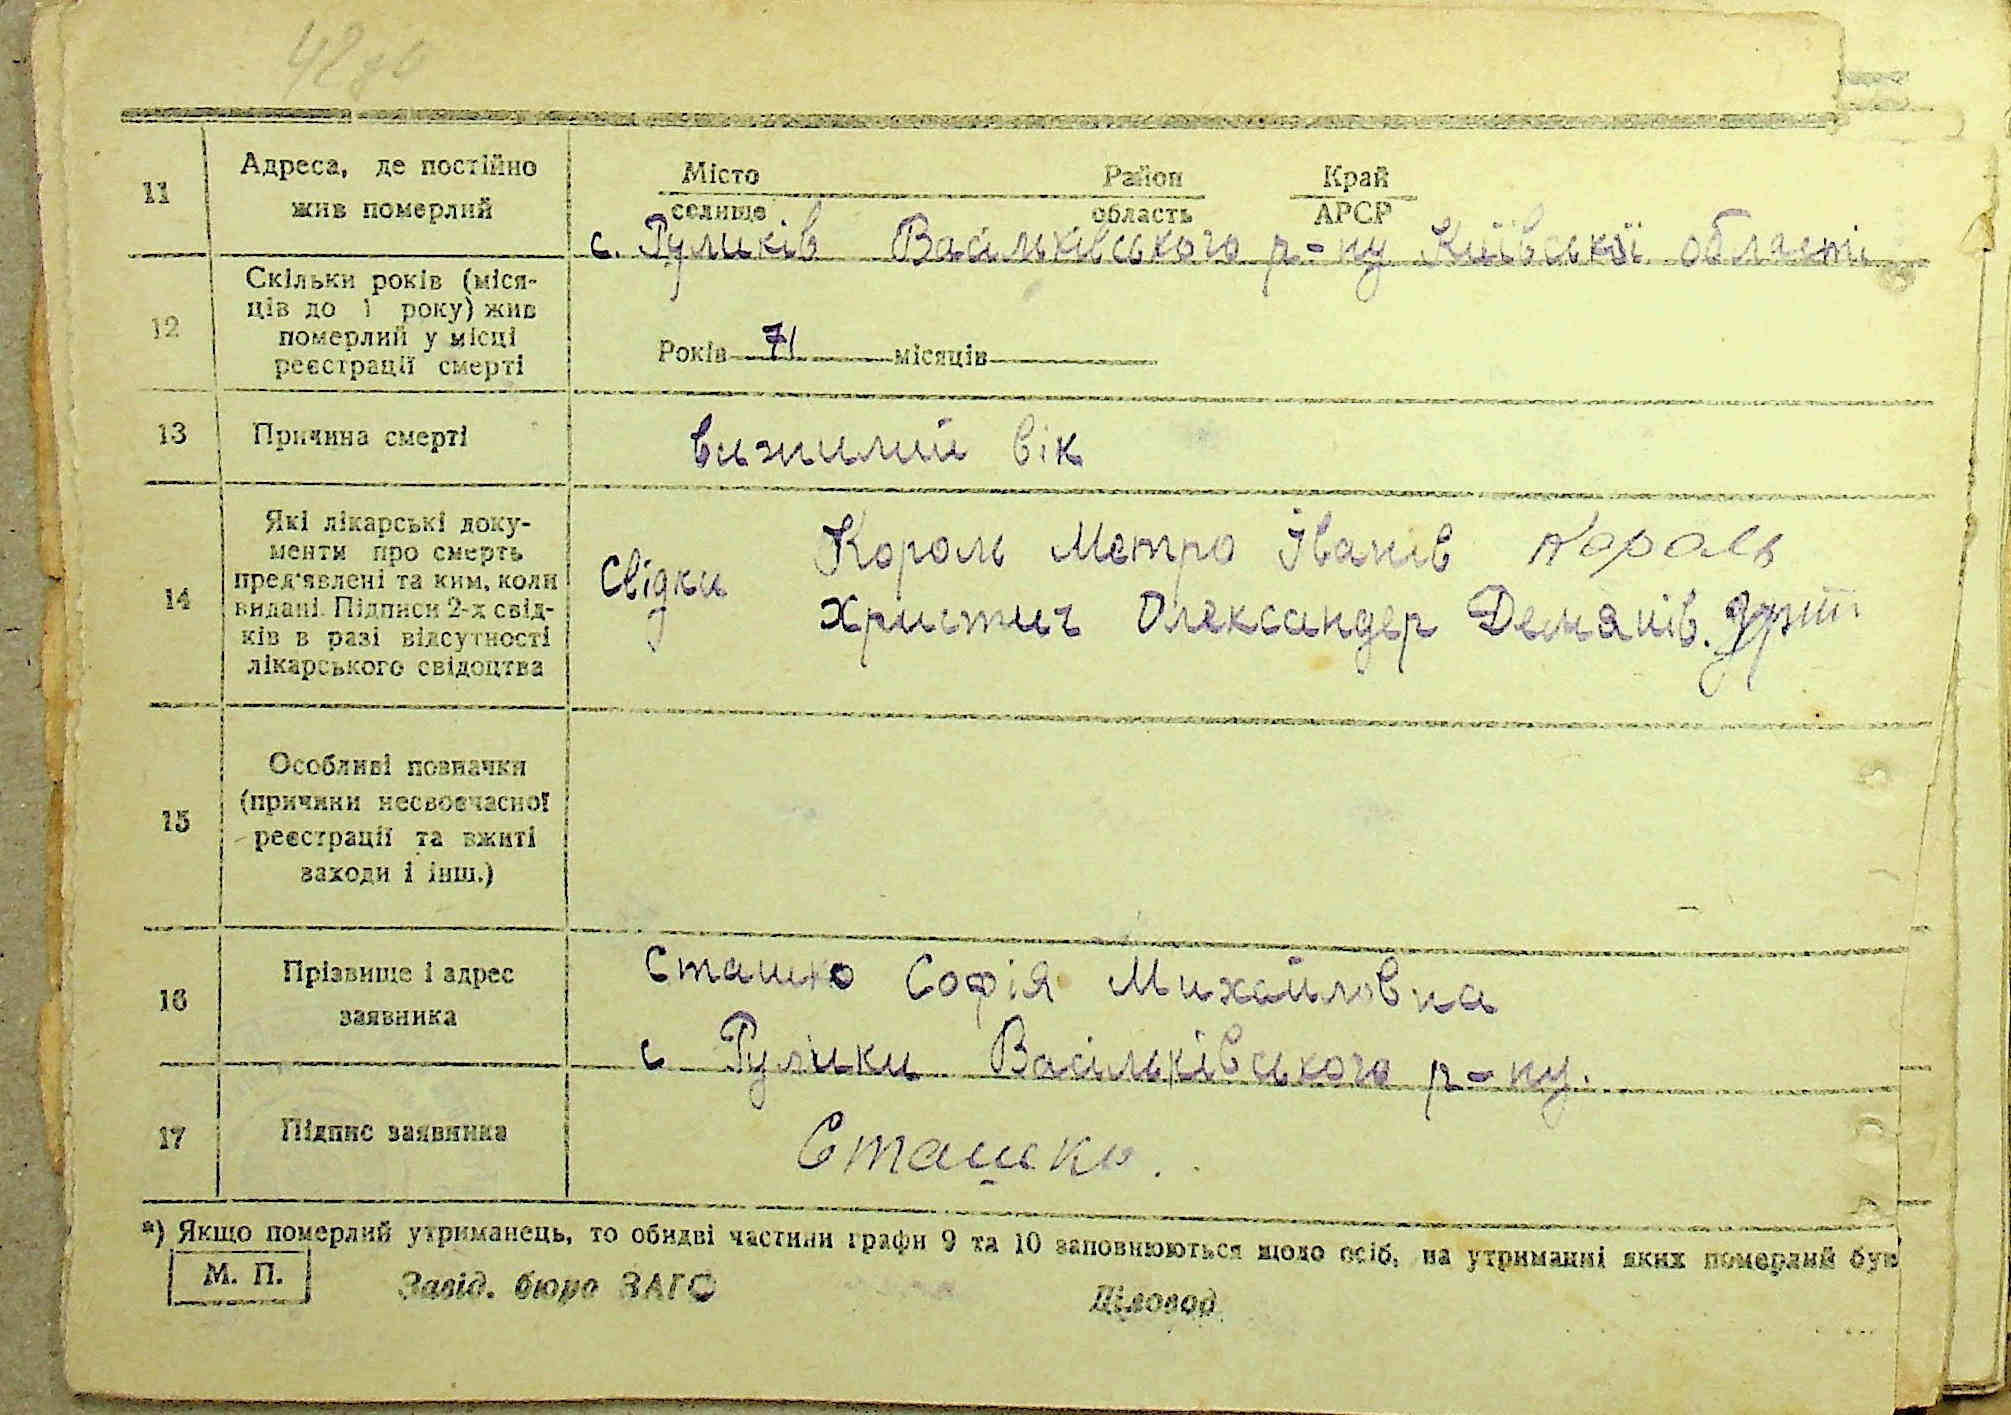 42
11
Адреса, де постійно
жив померлий
Місто Район Край
селище область АРСР
с. Руликів Васильківського р-ну Київської області
12
Скільки років (міся-
ців до 1 року) жив
померлий у місці
реєстрації смерті
Років 71 місяців
13
Причина смерті
вижилий вік
14
Які лікарські доку-
менти про смерть
пред'явлені та ким, коли
видані. Підписи 2-х свід-
ків в разі відсутності
лікарського свідоцтва
Свідки
Король Метро Іванів Король
Христич Олександер Демянів.
15
Особливі позначки
(причини несвоєчасної
реєстрації та вжиті
заходи і інш.)
16
Прізвище і адрес
заявника
Сташко Софія Михайловна
с Рулики Васильківського р-ну.
17
Підпис заявника
Сташко.
*) Якщо померлий утриманець, то обидві частини графи 9 та 10 заповнюються щодо осіб, на утриманні яких померлий був
М. П.
Завід. бюро ЗАГС
Діловод